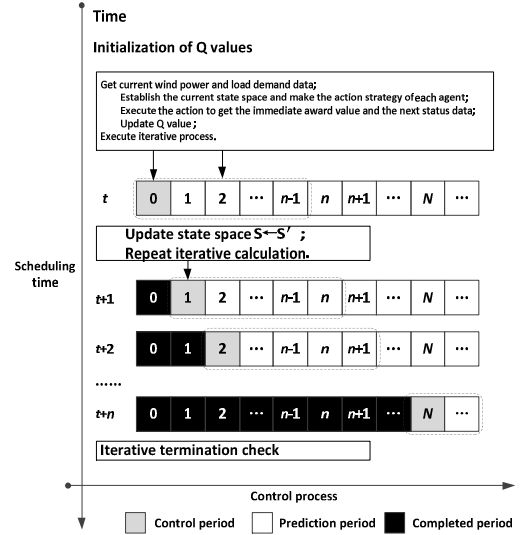 Time
Initialization of Q values
Get current wind power and load demand data;
Establish the current state space and make the action strategy of each agent;
Execute the action to get the immediate award value and the next status data;
Update Q value;
Execute iterative process.
t 0 1 2 ... n-1 n n+1 ... N ...
Update state space S←S′ ;
Repeat iterative calculation.
Scheduling time
t+1 0 1 2 ... n-1 n n+1 ... N ...
t+2 0 1 2 ... n-1 n n+1 ... N ...
......
t+n 0 1 2 ... n-1 n n+1 ... N ...
Iterative termination check
Control process
Control period Prediction period Completed period